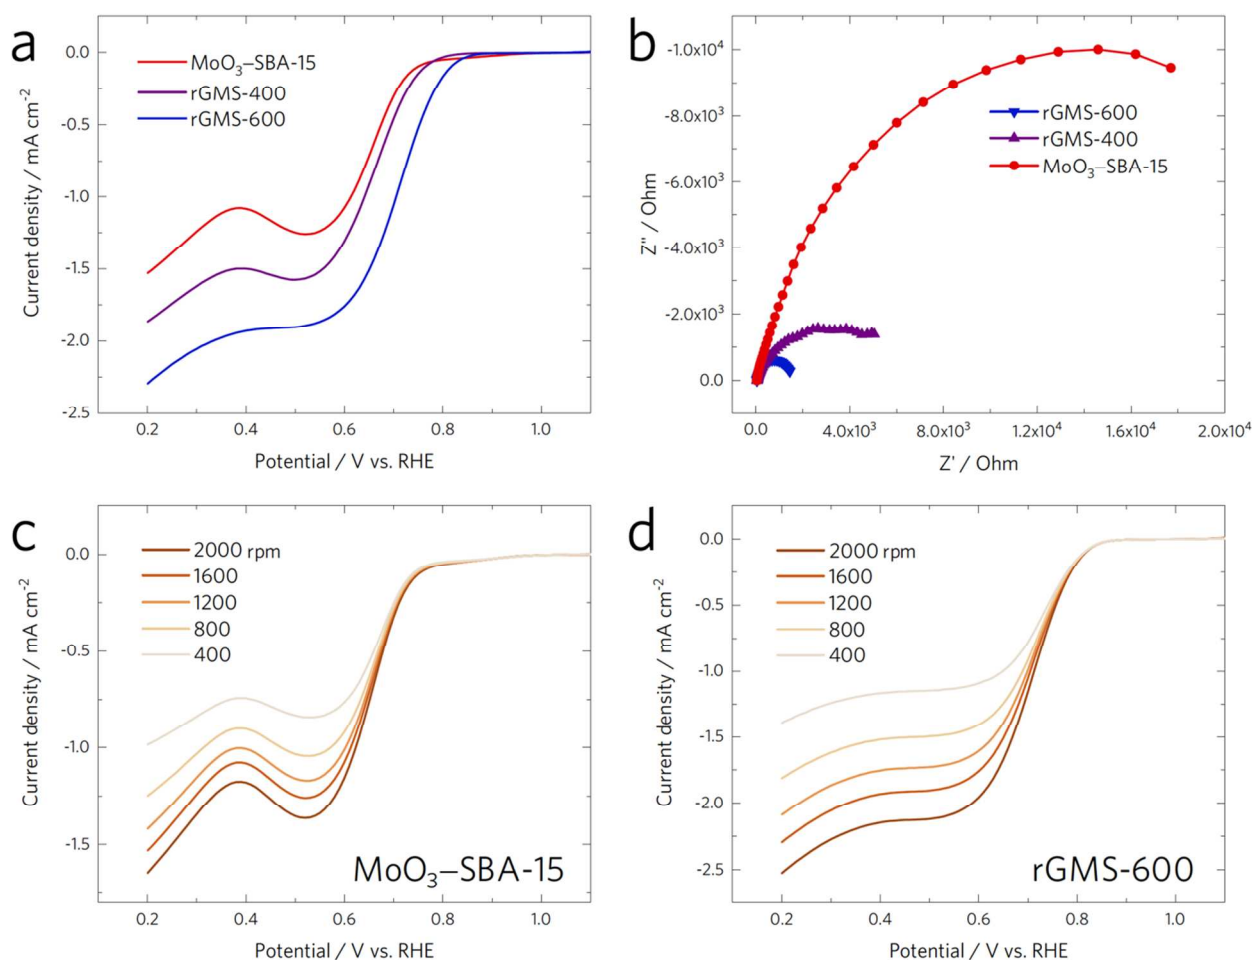 a
MoO₃–SBA-15
rGMS-400
rGMS-600
0.0
-0.5
-1.0
-1.5
-2.0
-2.5
0.2 0.4 0.6 0.8 1.0
Current density / mA cm⁻²
Potential / V vs. RHE
b
rGMS-600
rGMS-400
MoO₃–SBA-15
-1.0x10⁴
-8.0x10³
-6.0x10³
-4.0x10³
-2.0x10³
0.0
0.0 4.0x10³ 8.0x10³ 1.2x10⁴ 1.6x10⁴ 2.0x10⁴
Z'' / Ohm
Z' / Ohm
c
2000 rpm
1600
1200
800
400
0.0
-0.5
-1.0
-1.5
0.2 0.4 0.6 0.8 1.0
Current density / mA cm⁻²
Potential / V vs. RHE
MoO₃–SBA-15
d
2000 rpm
1600
1200
800
400
0.0
-0.5
-1.0
-1.5
-2.0
-2.5
0.2 0.4 0.6 0.8 1.0
Current density / mA cm⁻²
Potential / V vs. RHE
rGMS-600